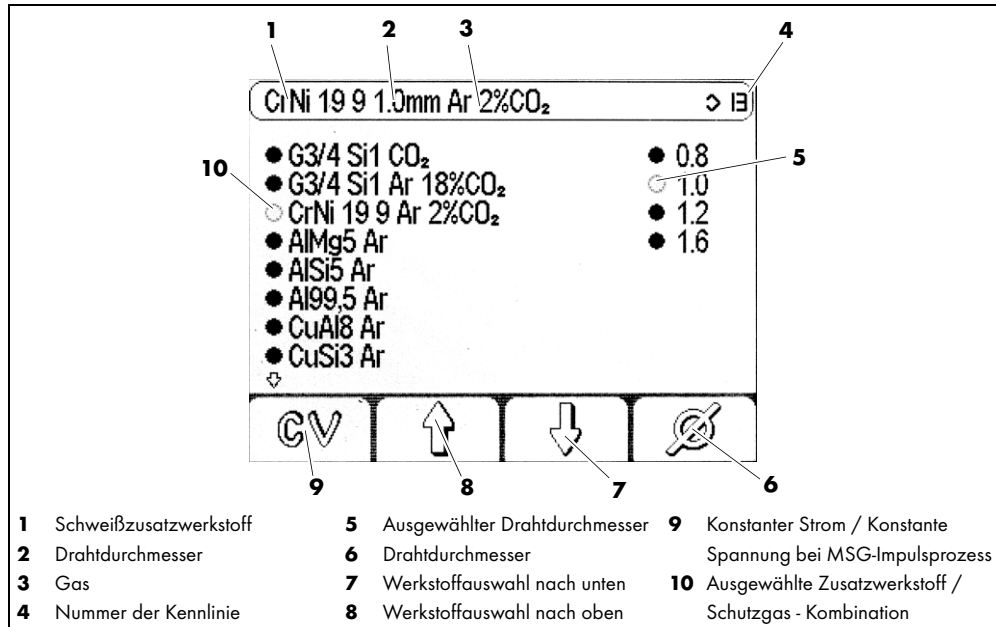 1 2 3 4
CrNi 19 9 1.0mm Ar 2%CO₂ 13
G3/4 Si1 CO₂ 0.8
10 G3/4 Si1 Ar 18%CO₂ 1.0 5
CrNi 19 9 Ar 2%CO₂ 1.2
AlMg5 Ar 1.6
AlSi5 Ar
Al99,5 Ar
CuAl8 Ar
CuSi3 Ar
CV
9 8 7 6
1 Schweißzusatzwerkstoff
2 Drahtdurchmesser
3 Gas
4 Nummer der Kennlinie
5 Ausgewählter Drahtdurchmesser
6 Drahtdurchmesser
7 Werkstoffauswahl nach unten
8 Werkstoffauswahl nach oben
9 Konstanter Strom / Konstante
Spannung bei MSG-Impulsprozess
10 Ausgewählte Zusatzwerkstoff /
Schutzgas - Kombination